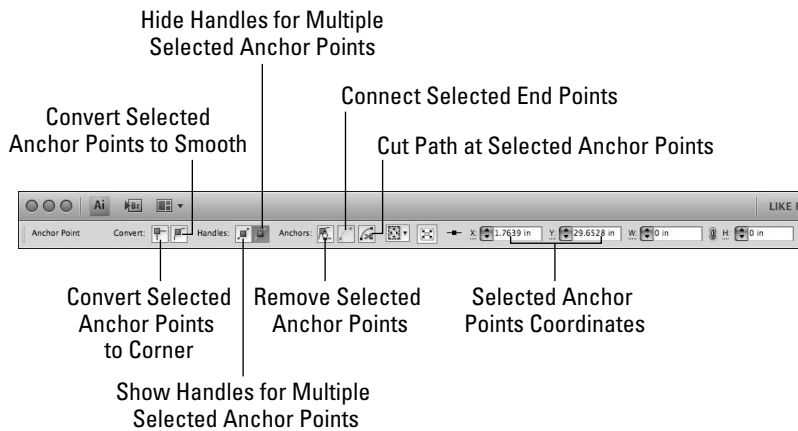 Hide Handles for Multiple
Selected Anchor Points
Connect Selected End Points
Convert Selected
Anchor Points to Smooth
Cut Path at Selected Anchor Points
Ai Br LIKE
Anchor Point Convert: Handles: Anchors: X: 1.7639 in Y: 29.6528 in W: 0 in H: 0 in
Convert Selected
Anchor Points
to Corner
Remove Selected
Anchor Points
Selected Anchor
Points Coordinates
Show Handles for Multiple
Selected Anchor Points